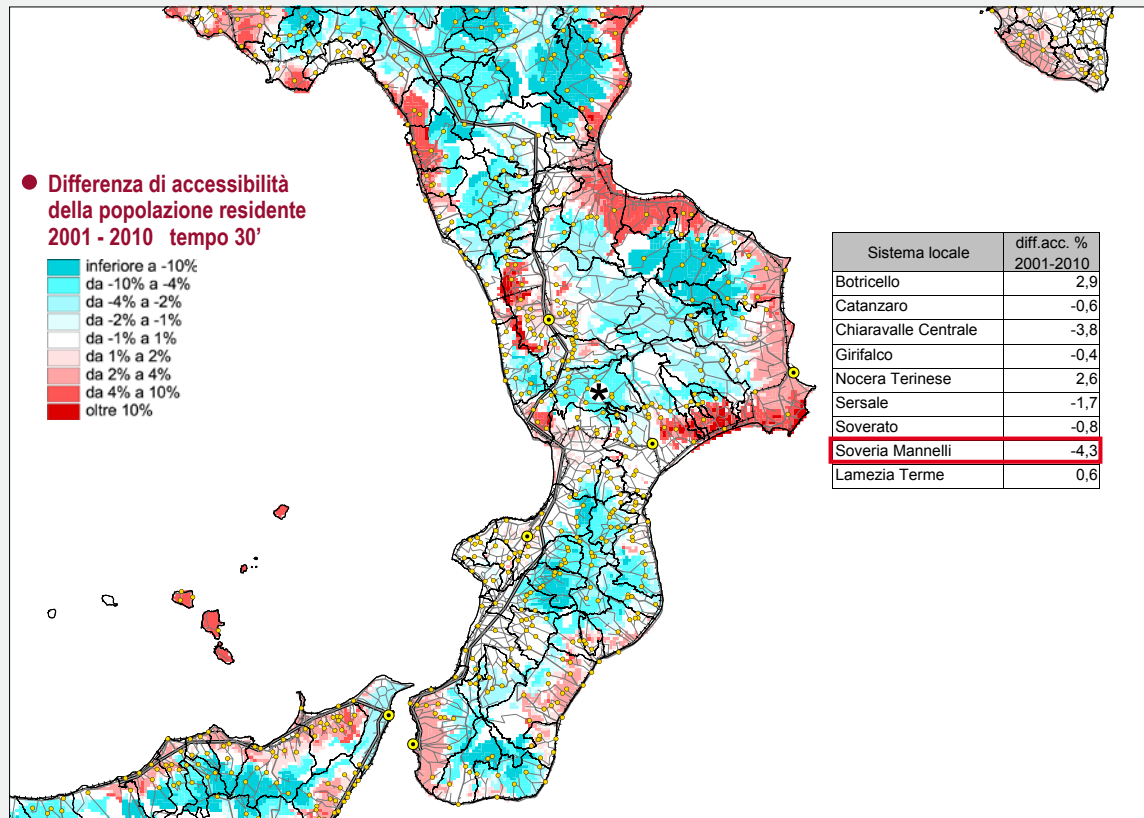 Differenza di accessibilità
della popolazione residente
2001 - 2010 tempo 30'
inferiore a -10%
da -10% a -4%
da -4% a -2%
da -2% a -1%
da -1% a 1%
da 1% a 2%
da 2% a 4%
da 4% a 10%
oltre 10%
Sistema locale diff.acc. % 2001-2010
Botricello 2,9
Catanzaro -0,6
Chiaravalle Centrale -3,8
Girifalco -0,4
Nocera Terinese 2,6
Sersale -1,7
Soverato -0,8
Soveria Mannelli -4,3
Lamezia Terme 0,6
*